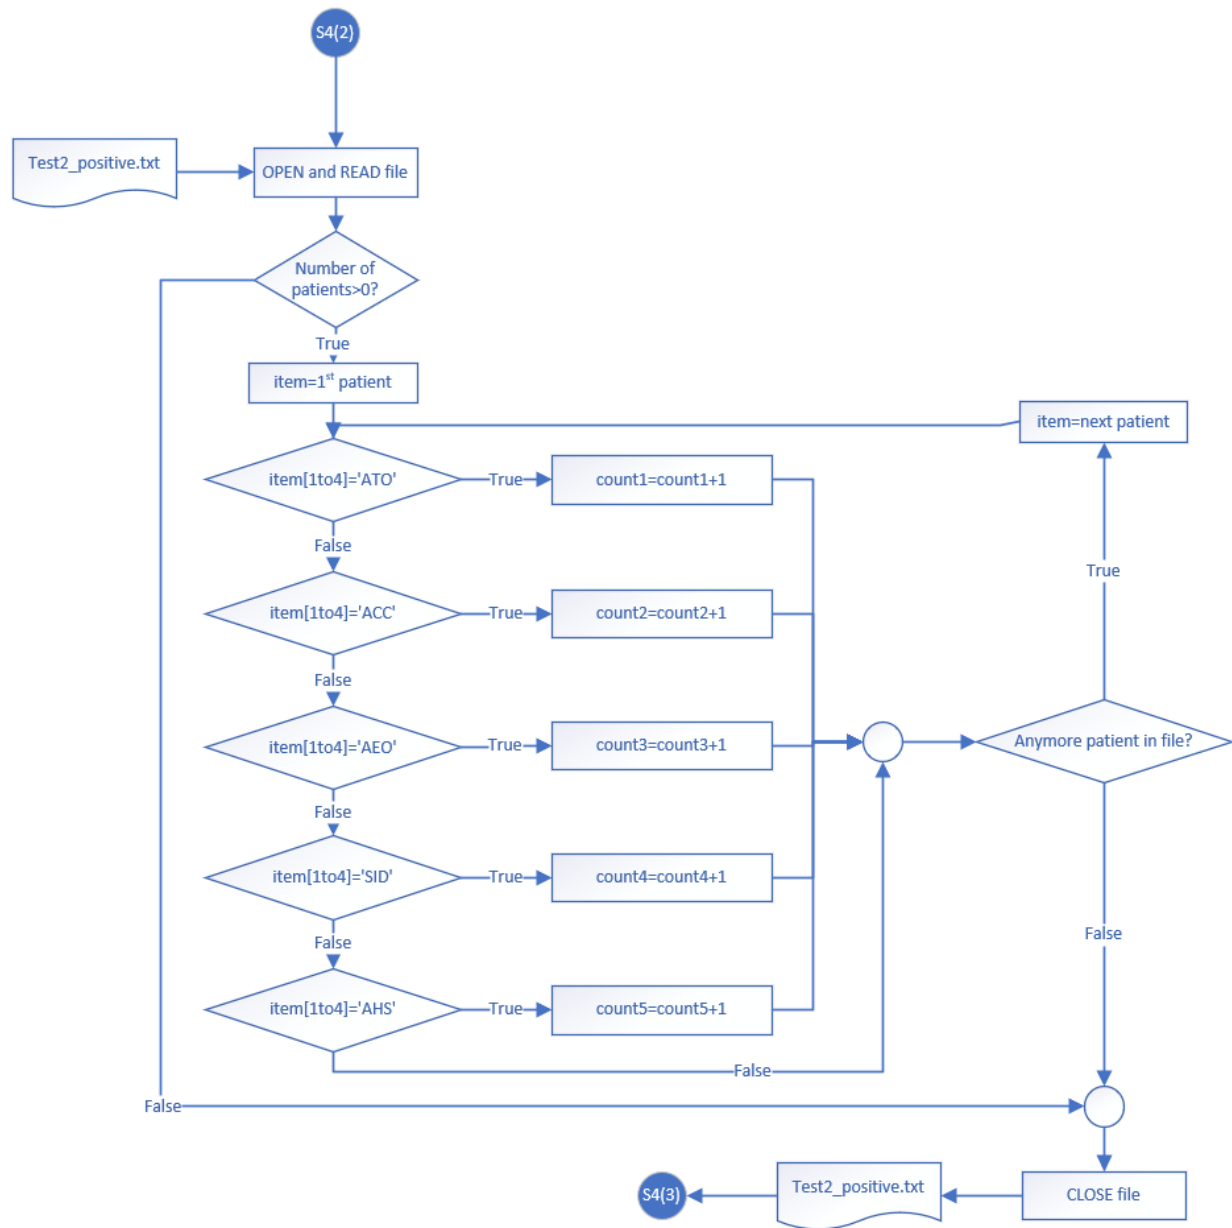 S4(2)
Test2_positive.txt
OPEN and READ file
Number of
patients>0?
True
item=1st patient
item=next patient
item[1to4]='ATO'
True
count1=count1+1
False
True
item[1to4]='ACC'
True
count2=count2+1
False
item[1to4]='AEO'
True
count3=count3+1
Anymore patient in file?
False
item[1to4]='SID'
True
count4=count4+1
False
False
item[1to4]='AHS'
True
count5=count5+1
False
False
S4(3)
Test2_positive.txt
CLOSE file